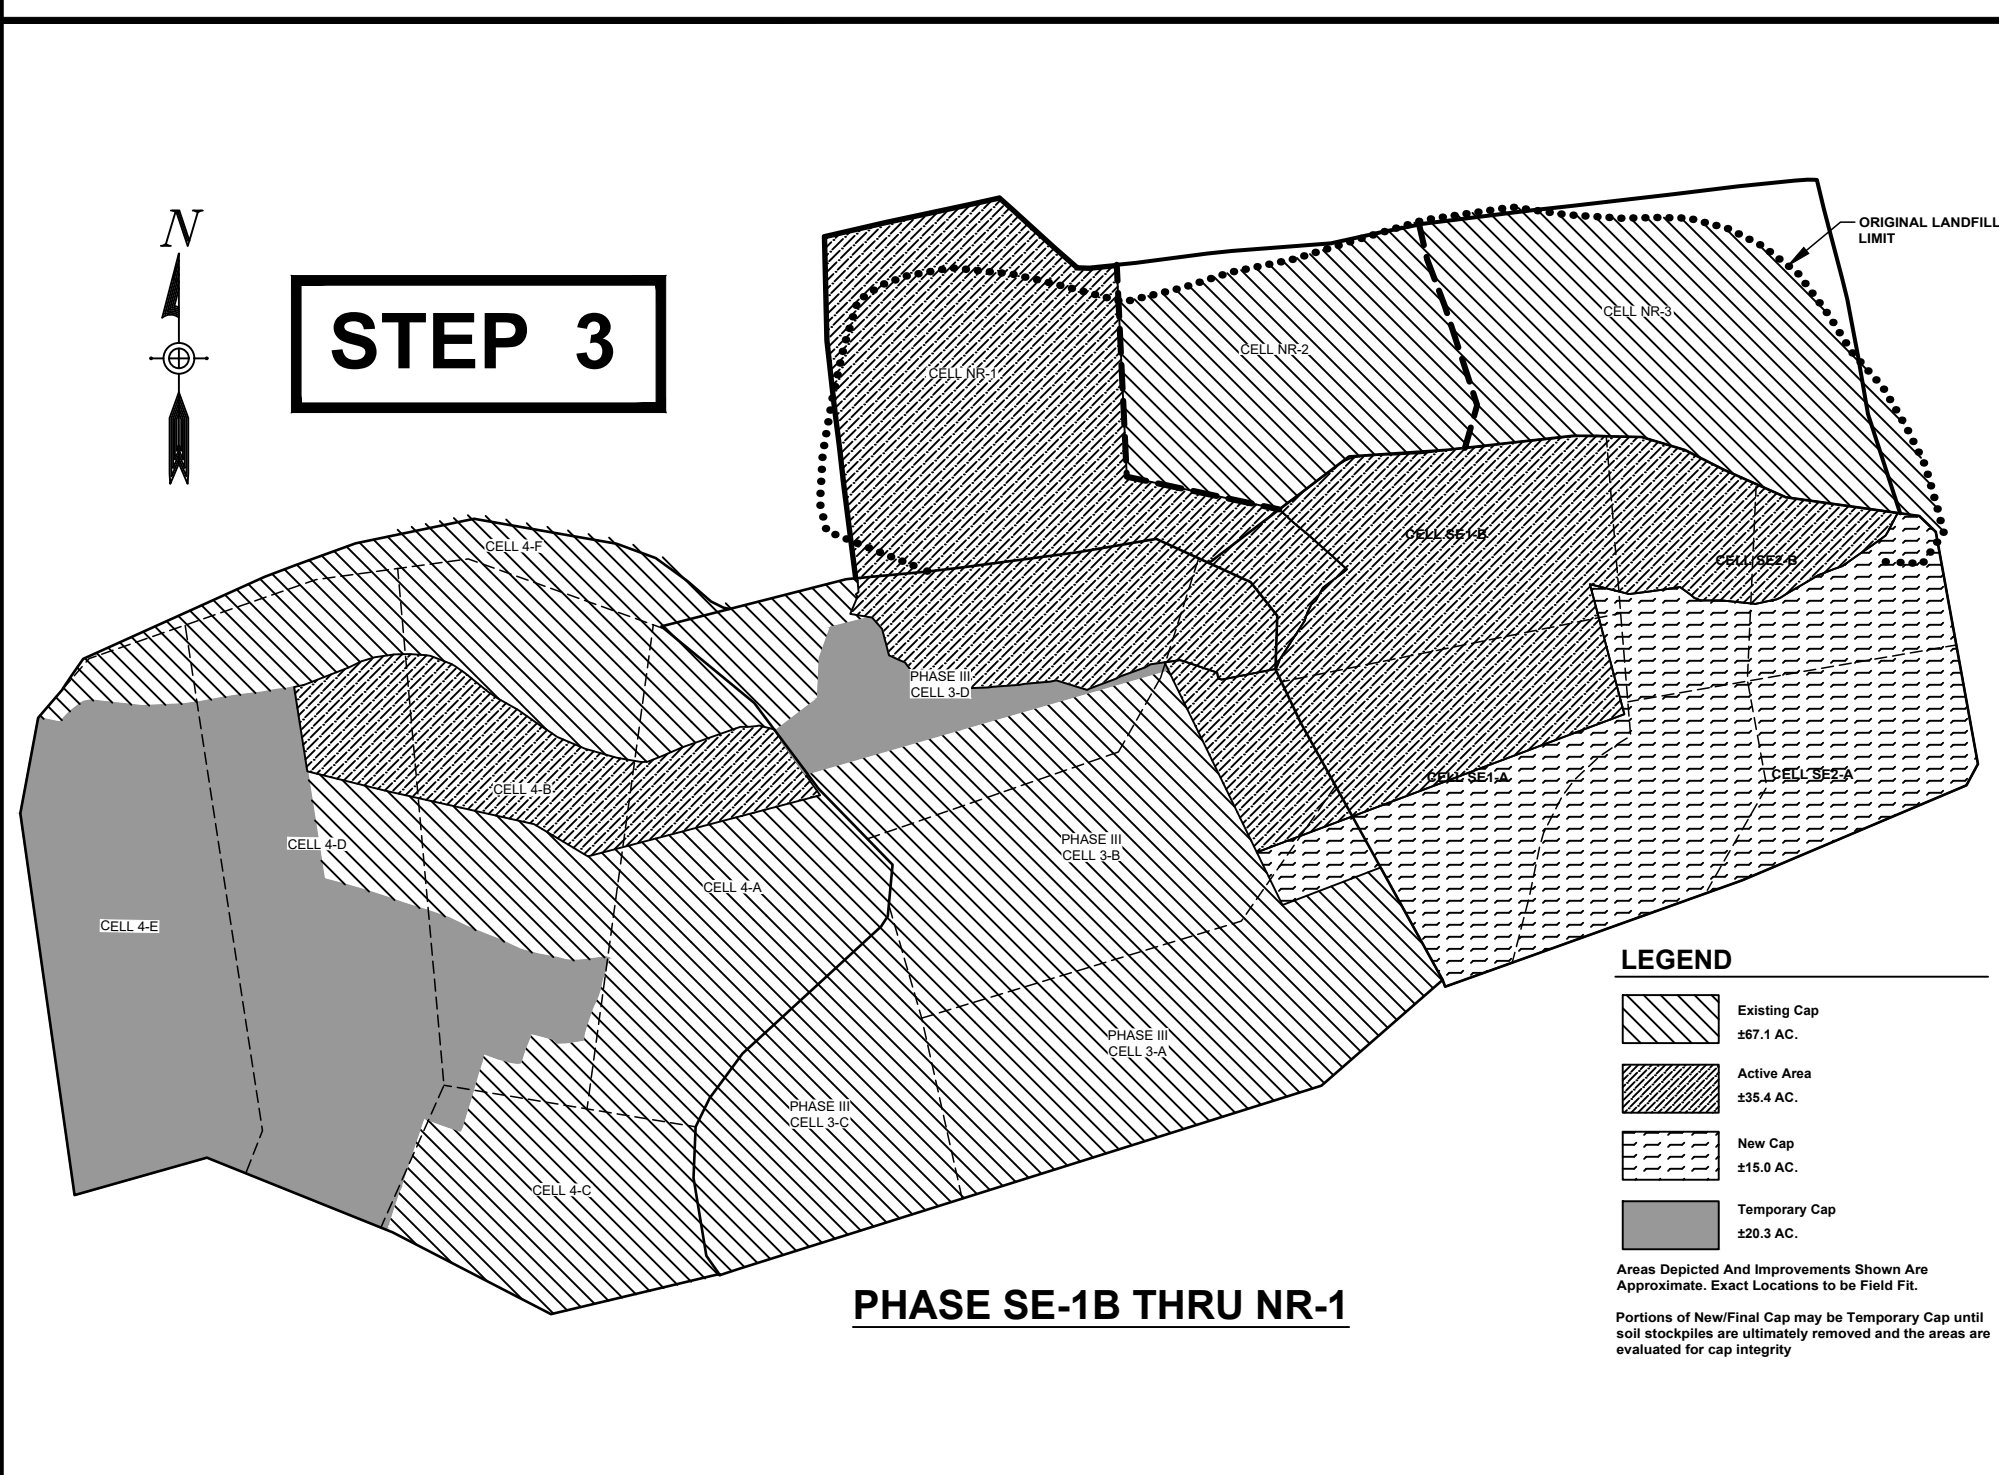 N
STEP 3
ORIGINAL LANDFILL
LIMIT
CELL NR-3
CELL NR-2
CELL NR-1
CELL SE1-B
CELL 4-F
CELL SE2-B
PHASE III
CELL 3-D
CELL SE1-A
CELL SE2-A
CELL 4-B
CELL 4-D
PHASE III
CELL 3-B
CELL 4-A
CELL 4-E
PHASE III
CELL 3-A
PHASE III
CELL 3-C
CELL 4-C
LEGEND
Existing Cap
±67.1 AC.
Active Area
±35.4 AC.
New Cap
±15.0 AC.
Temporary Cap
±20.3 AC.
Areas Depicted And Improvements Shown Are
Approximate. Exact Locations to be Field Fit.
Portions of New/Final Cap may be Temporary Cap until
soil stockpiles are ultimately removed and the areas are
evaluated for cap integrity
PHASE SE-1B THRU NR-1